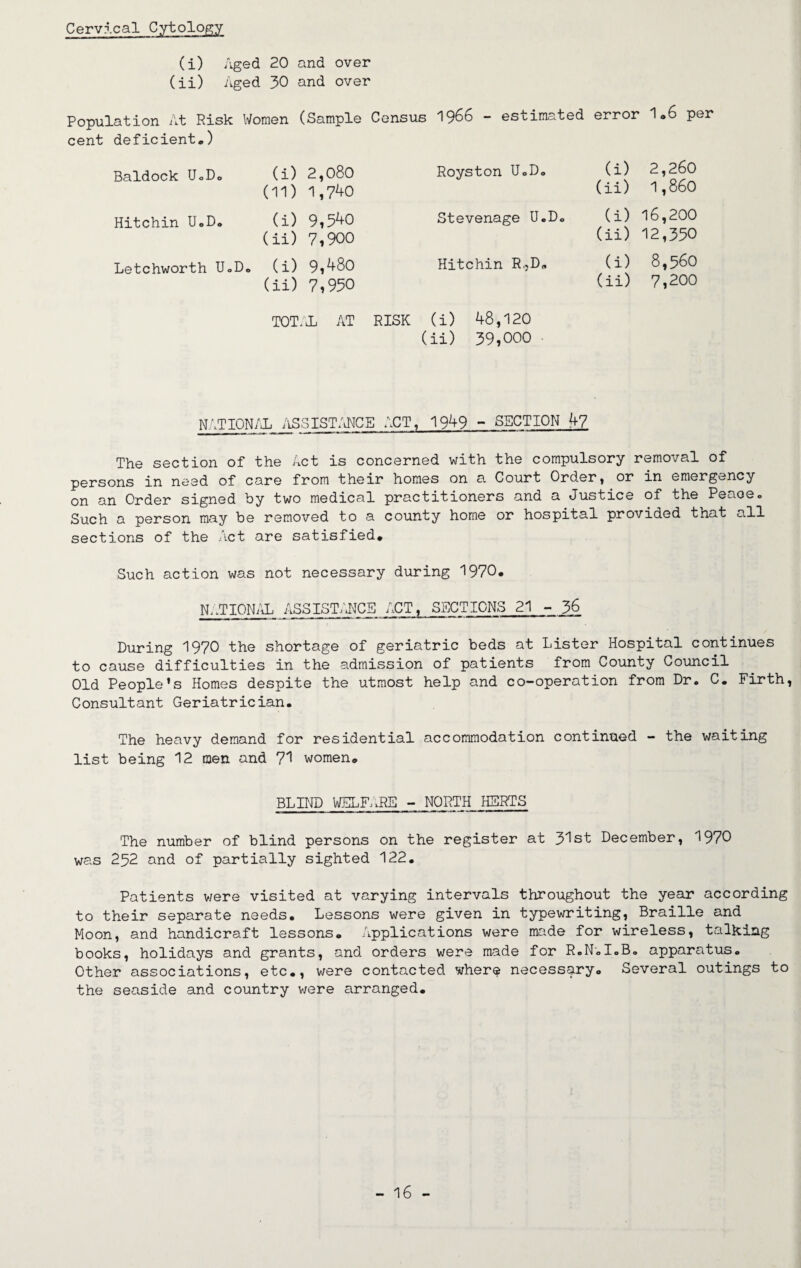 Cervical Cytology
(i) Aged 20 and over
(ii) Aged 30 and over
Population At Risk Women (Sample Census 1966 - estimated error 1.6 per
cent deficient.)
Baldock U.D. (i) 2,080 Royston U.D. (i) 2,260
(11) 1,740 (ii) 1,860
Hitchin U.D. (i) 9,540 Stevenage U.D. (i) 16,200
(ii) 7,900 (ii) 12,350
Letchworth U.D. (i) 9,480 Hitchin R.D. (i) 8,560
(ii) 7,950 (ii) 7,200
TOTAL AT RISK (i) 48,120
(ii) 39,000
NATIONAL ASSISTANCE ACT, 1949 - SECTION 47
The section of the Act is concerned with the compulsory removal of
persons in need of care from their homes on a Court Order, or in emergency
on an Order signed by two medical practitioners and a Justice of the Peace.
Such a person may be removed to a county home or hospital provided that all
sections of the Act are satisfied.
Such action was not necessary during 1970.
NATIONAL ASSISTANCE ACT, SECTIONS 21 - 36
During 1970 the shortage of geriatric beds at Lister Hospital continues
to cause difficulties in the admission of patients from County Council
Old People's Homes despite the utmost help and co-operation from Dr. C. Firth,
Consultant Geriatrician.
The heavy demand for residential accommodation continued - the waiting
list being 12 men and 71 women.
BLIND WELFARE - NORTH HERTS
The number of blind persons on the register at 31st December, 1970
was 252 and of partially sighted 122.
Patients were visited at varying intervals throughout the year according
to their separate needs. Lessons were given in typewriting, Braille and
Moon, and handicraft lessons. Applications were made for wireless, talking
books, holidays and grants, and orders were made for R.N.I.B. apparatus.
Other associations, etc., were contacted where necessary. Several outings to
the seaside and country were arranged.
- 16 -